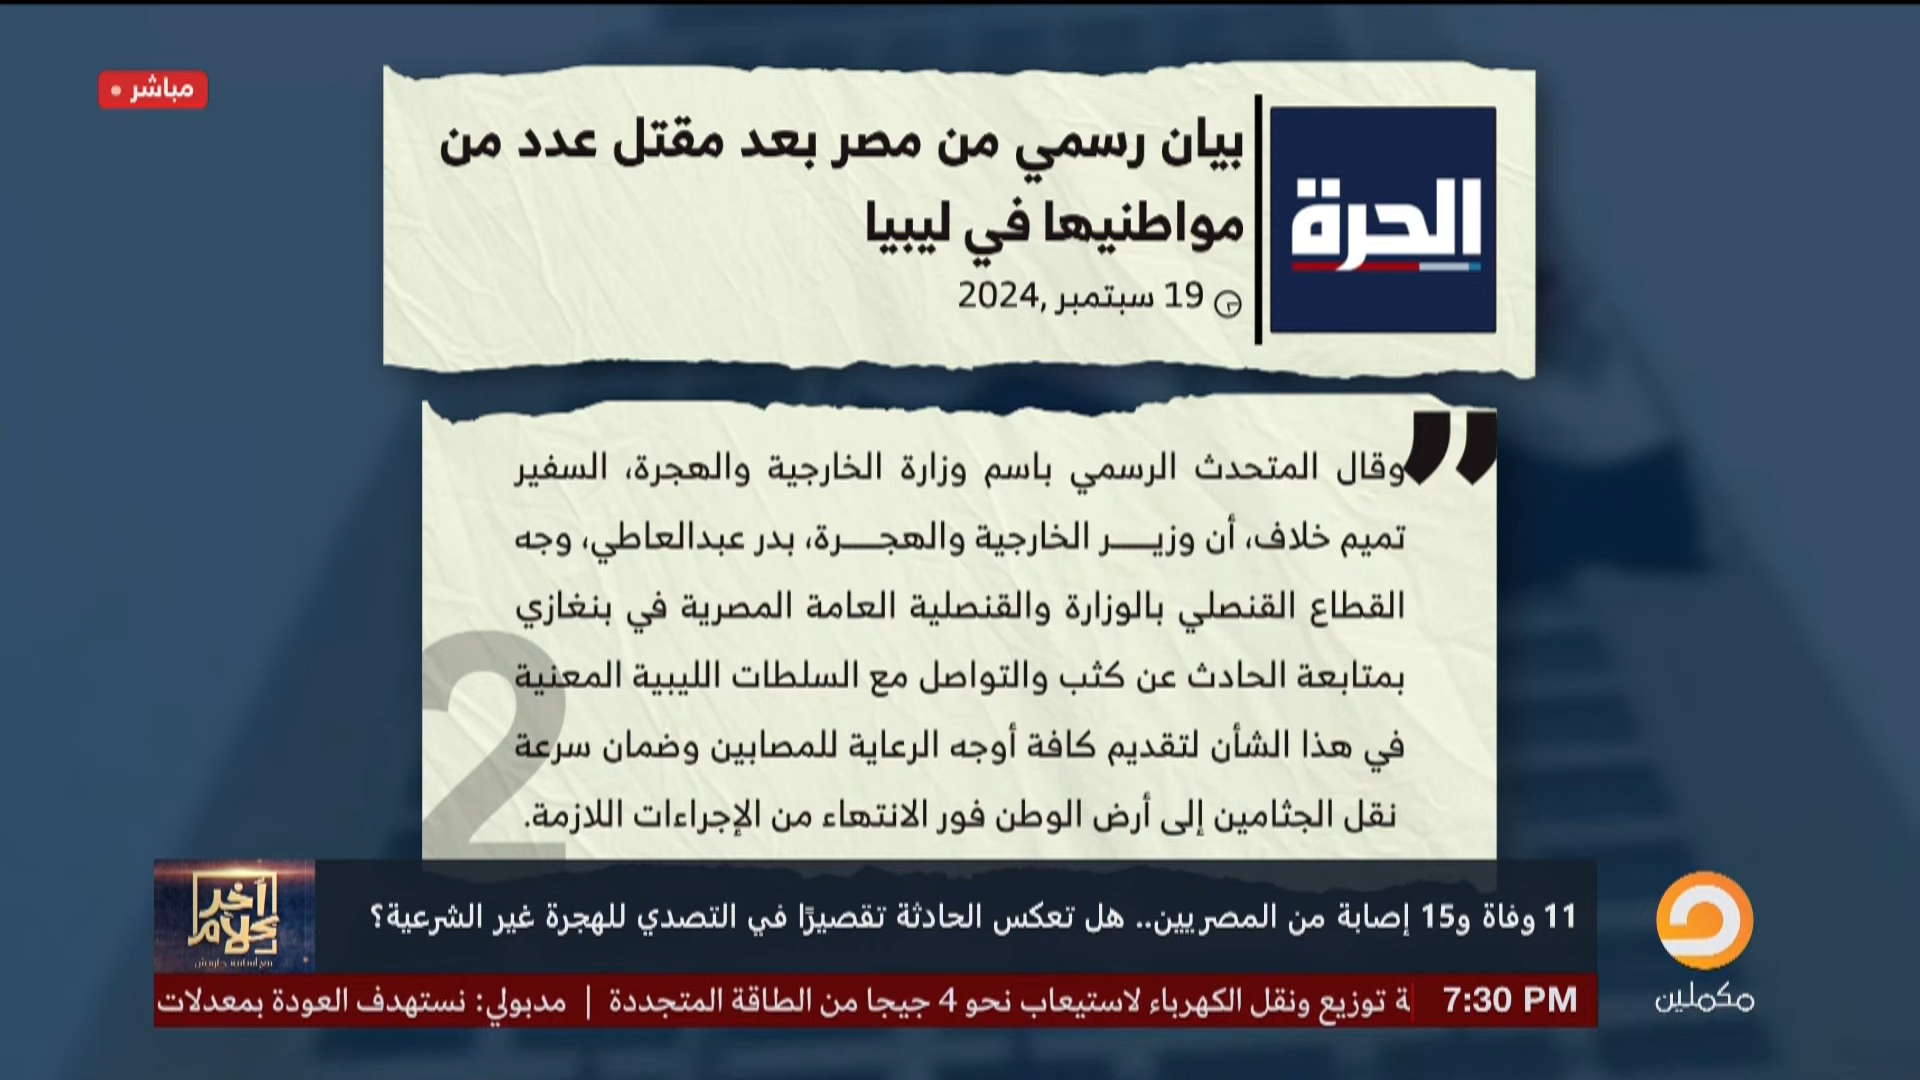 مباشر
بيان رسمي من مصر بعد مقتل عدد من
مواطنيها في ليبيا
19 سبتمبر ,2024
الحرة
وقال المتحدث الرسمي باسم وزارة الخارجية والهجرة، السفير
تميم خلاف، أن وزيـــر الخارجية والهجـــرة، بدر عبدالعاطي، وجه
القطاع القنصلي بالوزارة والقنصلية العامة المصرية في بنغازي
بمتابعة الحادث عن كثب والتواصل مع السلطات الليبية المعنية
في هذا الشأن لتقديم كافة أوجه الرعاية للمصابين وضمان سرعة
نقل الجثامين إلى أرض الوطن فور الانتهاء من الإجراءات اللازمة.
2
11 وفاة و15 إصابة من المصريين.. هل تعكس الحادثة تقصيرًا في التصدي للهجرة غير الشرعية؟
أخر
كلام
7:30 PM
ة توزيع ونقل الكهرباء لاستيعاب نحو 4 جيجا من الطاقة المتجددة | مدبولي: نستهدف العودة بمعدلات
مكملين